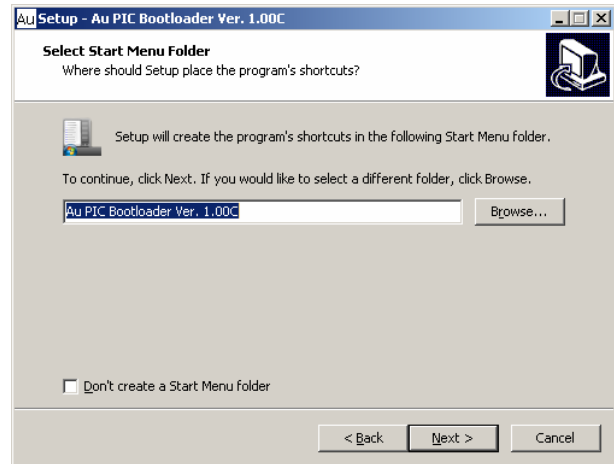 Au Setup - Au PIC Bootloader Ver. 1.00C
Select Start Menu Folder
Where should Setup place the program's shortcuts?
Setup will create the program's shortcuts in the following Start Menu folder.
To continue, click Next. If you would like to select a different folder, click Browse.
Au PIC Bootloader Ver. 1.00C
Browse...
Don't create a Start Menu folder
< Back
Next >
Cancel